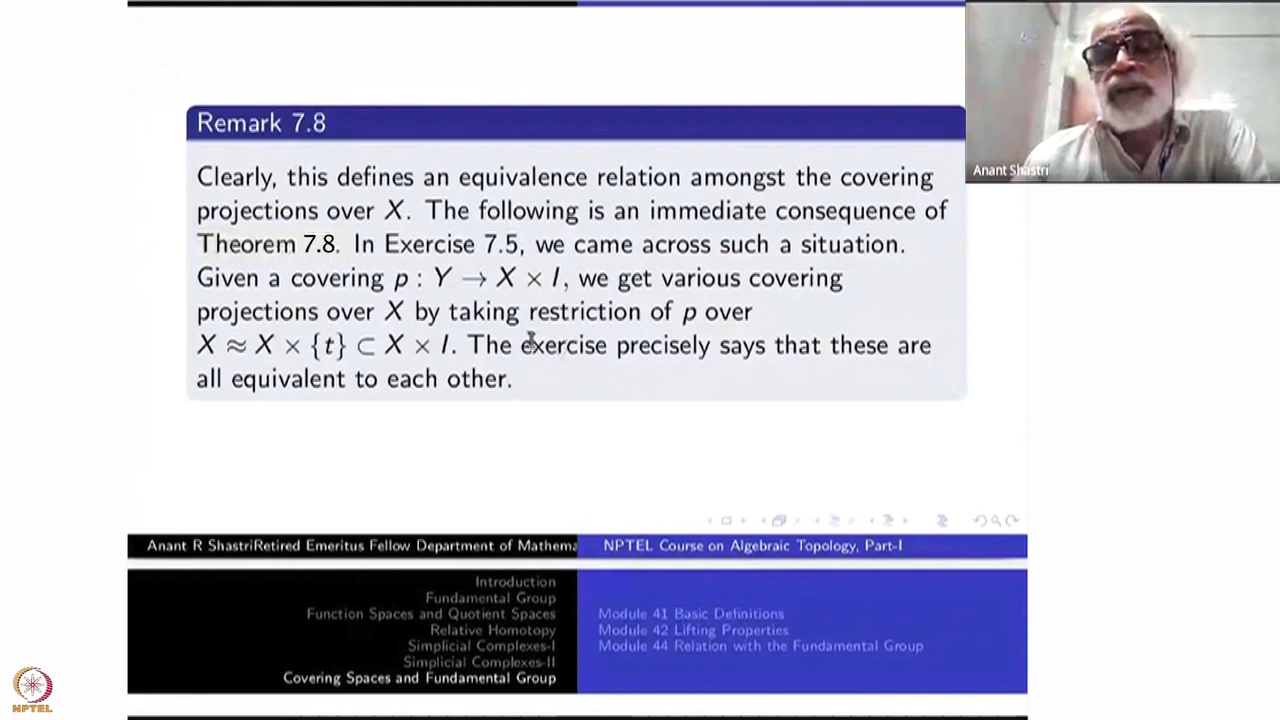 Remark 7.8
Clearly, this defines an equivalence relation amongst the covering
projections over X. The following is an immediate consequence of
Theorem 7.8. In Exercise 7.5, we came across such a situation.
Given a covering p : Y → X × I, we get various covering
projections over X by taking restriction of p over
X ≈ X × {t} ⊂ X × I. The exercise precisely says that these are
all equivalent to each other.
Anant Shastri
Anant R ShastriRetired Emeritus Fellow Department of Mathema
NPTEL Course on Algebraic Topology, Part-I
Introduction
Fundamental Group
Function Spaces and Quotient Spaces
Relative Homotopy
Simplicial Complexes-I
Simplicial Complexes-II
Covering Spaces and Fundamental Group
Module 41 Basic Definitions
Module 42 Lifting Properties
Module 44 Relation with the Fundamental Group
NPTEL